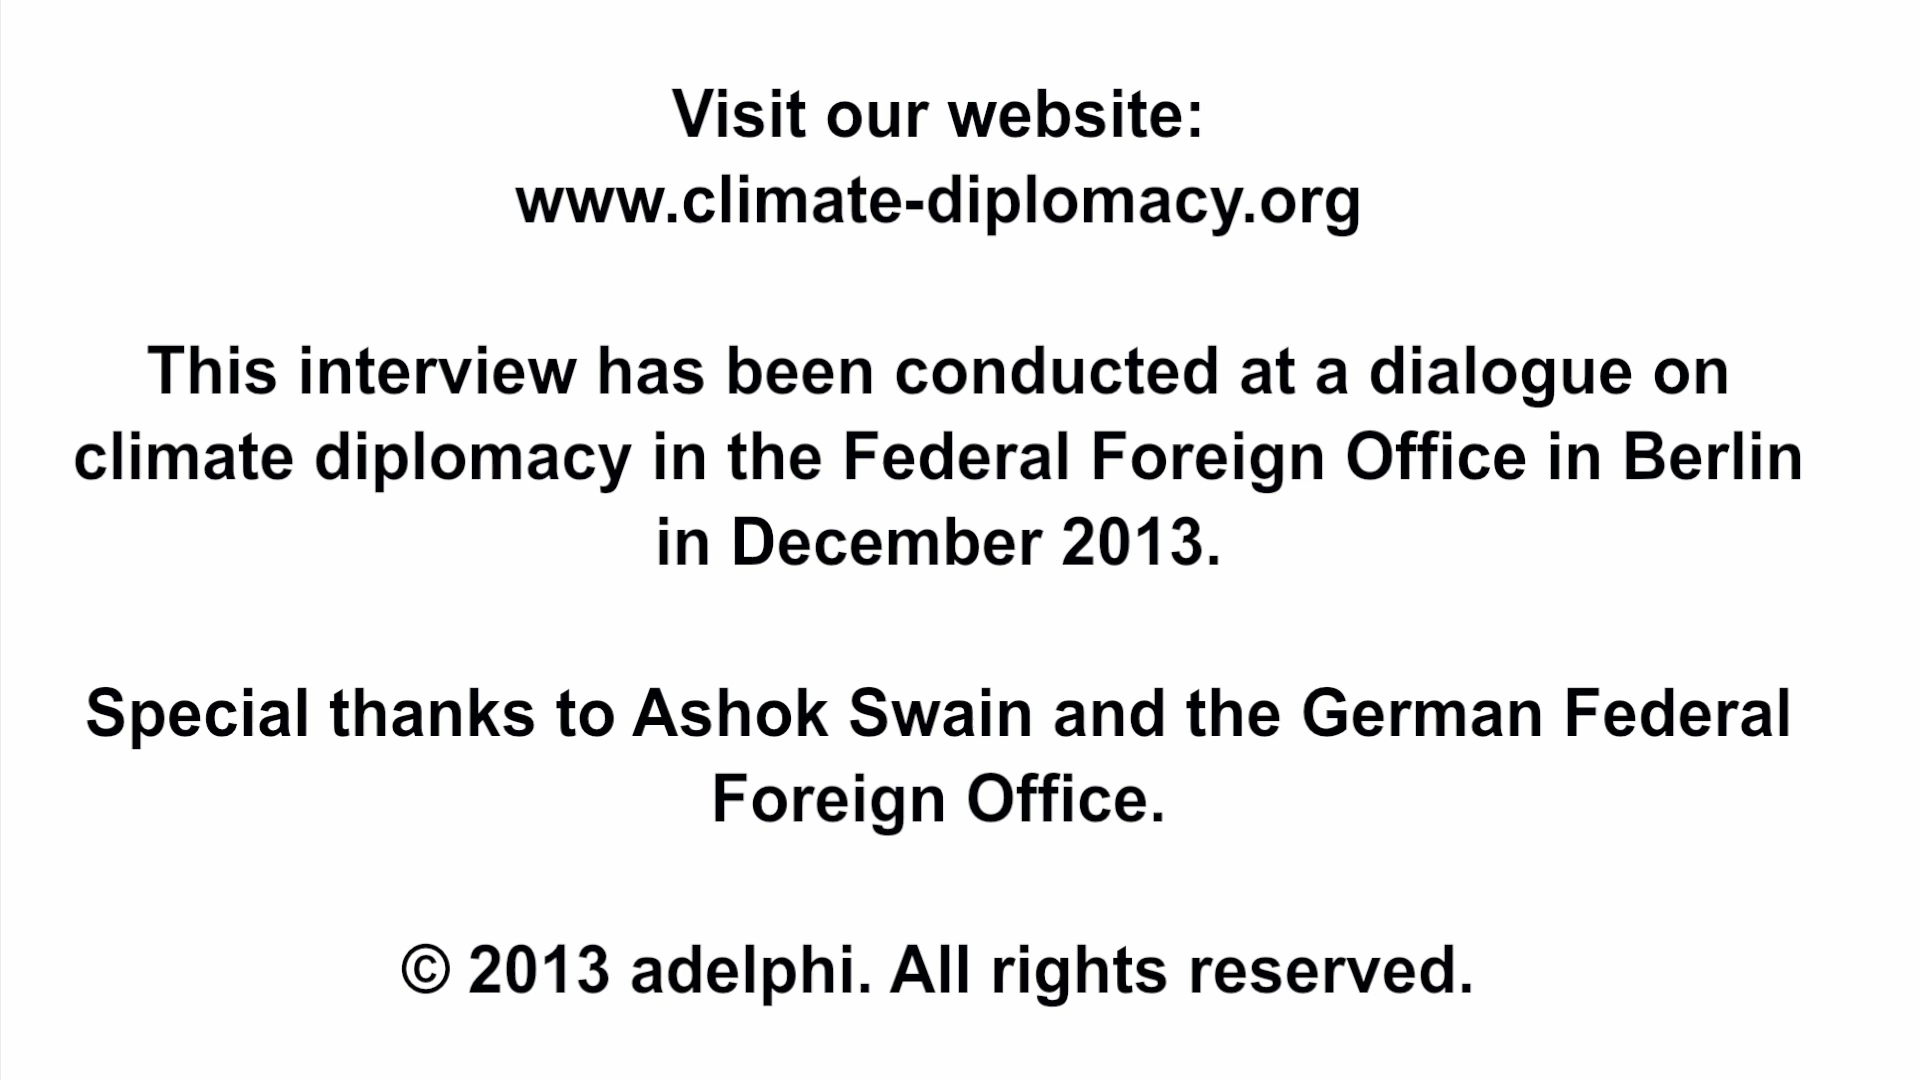 Visit our website:
www.climate-diplomacy.org
This interview has been conducted at a dialogue on
climate diplomacy in the Federal Foreign Office in Berlin
in December 2013.
Special thanks to Ashok Swain and the German Federal
Foreign Office.
© 2013 adelphi. All rights reserved.